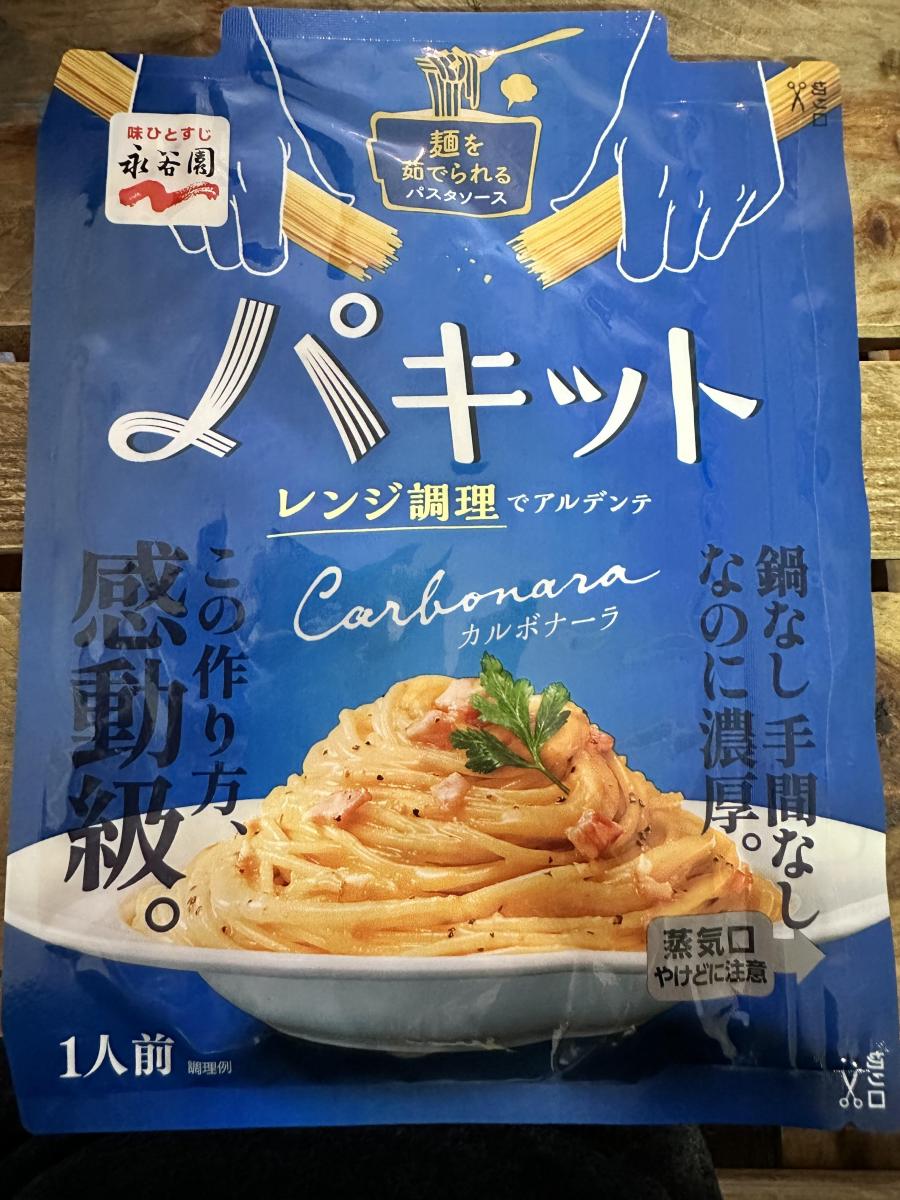 味ひとすじ
永谷園
麺を
茹でられる
パスタソース
切り口
パキット
レンジ調理でアルデンテ
Carbonara
カルボナーラ
鍋なし 手間なし
なのに濃厚。
この作り方、
感動級。
蒸気口
やけどに注意
1人前 調理例
切り口